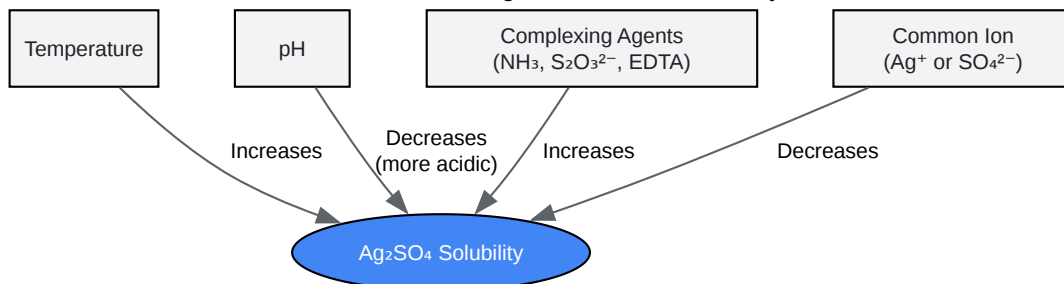 Temperature
pH
Complexing Agents
(NH₃, S₂O₃²⁻, EDTA)
Common Ion
(Ag⁺ or SO₄²⁻)
Increases
Decreases
(more acidic)
Increases
Decreases
Ag₂SO₄ Solubility